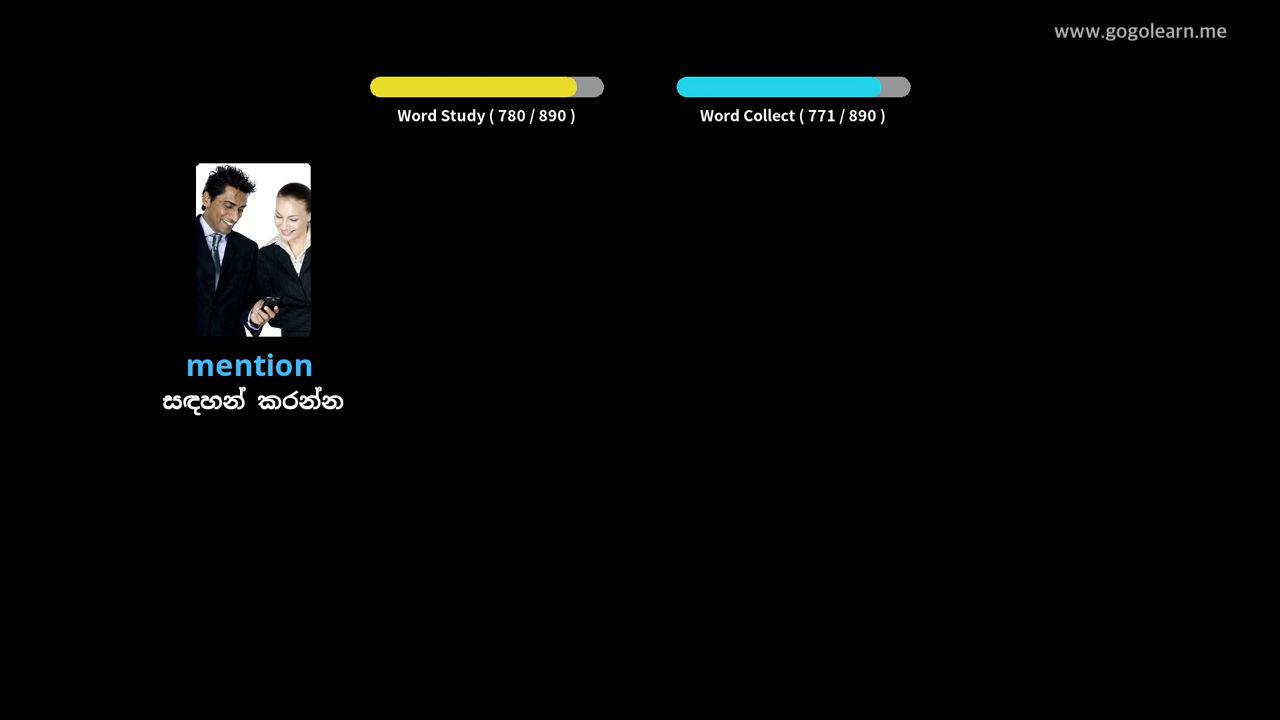 www.gogolearn.me
Word Study ( 780 / 890 )
Word Collect ( 771 / 890 )
mention
සඳහන් කරන්න